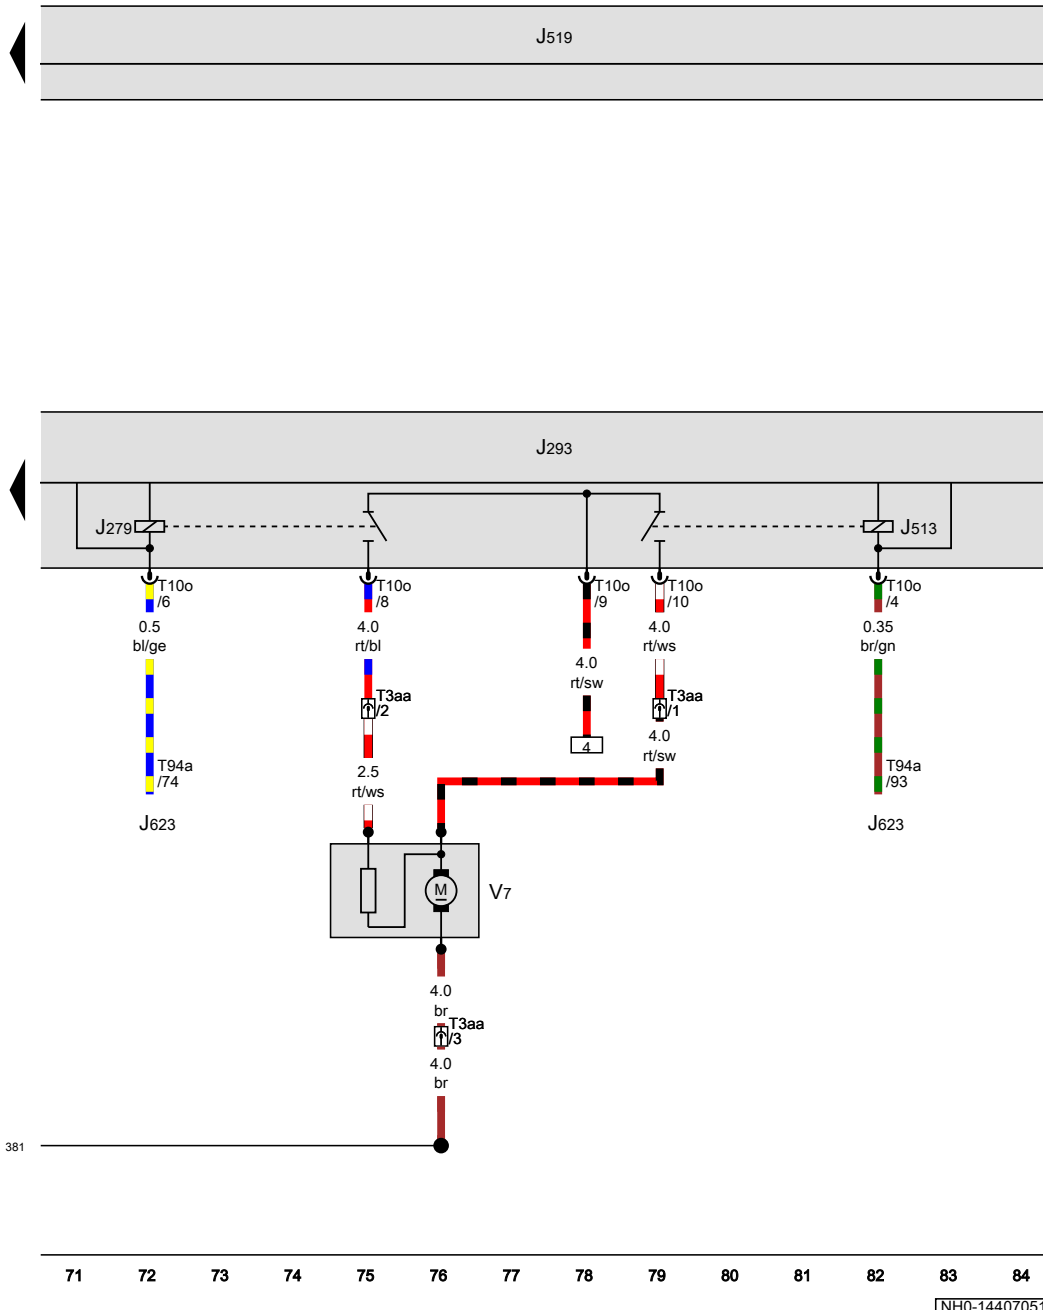 J519
J293
J279
J513
T10o
/6
T10o
/8
T10o
/9
T10o
/10
T10o
/4
0.5
bl/ge
4.0
rt/bl
4.0
rt/sw
4.0
rt/ws
0.35
br/gn
T3aa
/2
T3aa
/1
4
4.0
rt/sw
T94a
/74
2.5
rt/ws
T94a
/93
J623
J623
M
V7
4.0
br
T3aa
/3
4.0
br
381
71 72 73 74 75 76 77 78 79 80 81 82 83 84
NH0-14407051